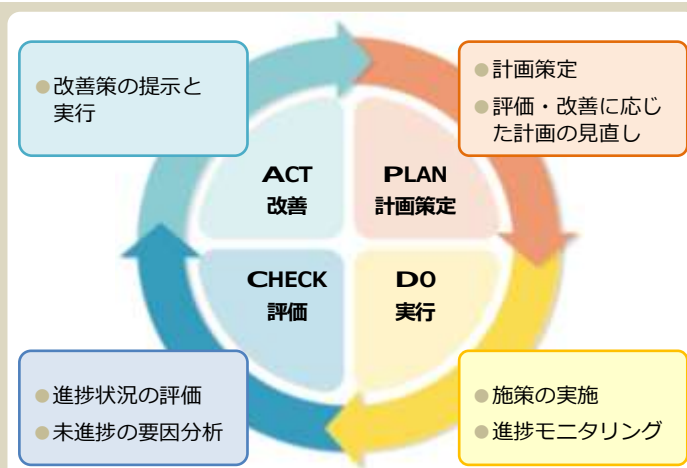 ● 改善策の提示と
実行
● 計画策定
● 評価・改善に応じ
た計画の見直し
ACT
改善
PLAN
計画策定
CHECK
評価
DO
実行
● 進捗状況の評価
● 未進捗の要因分析
● 施策の実施
● 進捗モニタリング